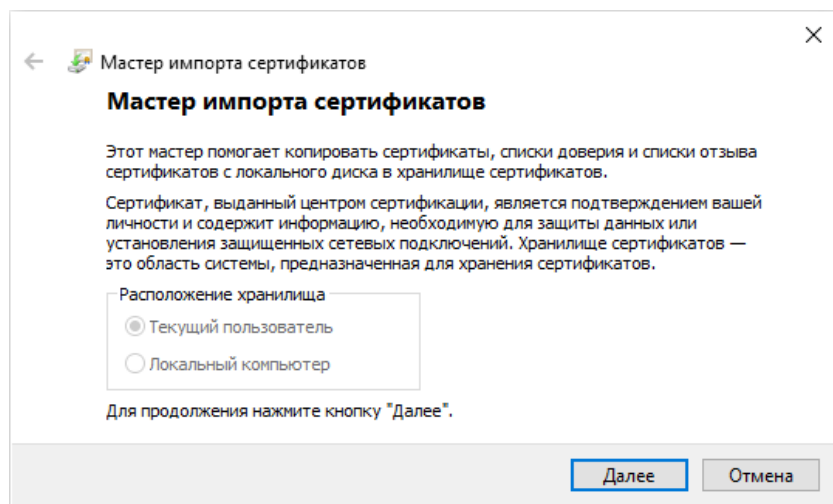 Мастер импорта сертификатов
Мастер импорта сертификатов
Этот мастер помогает копировать сертификаты, списки доверия и списки отзыва
сертификатов с локального диска в хранилище сертификатов.
Сертификат, выданный центром сертификации, является подтверждением вашей
личности и содержит информацию, необходимую для защиты данных или
установления защищенных сетевых подключений. Хранилище сертификатов —
это область системы, предназначенная для хранения сертификатов.
Расположение хранилища
Текущий пользователь
Локальный компьютер
Для продолжения нажмите кнопку "Далее".
Далее
Отмена